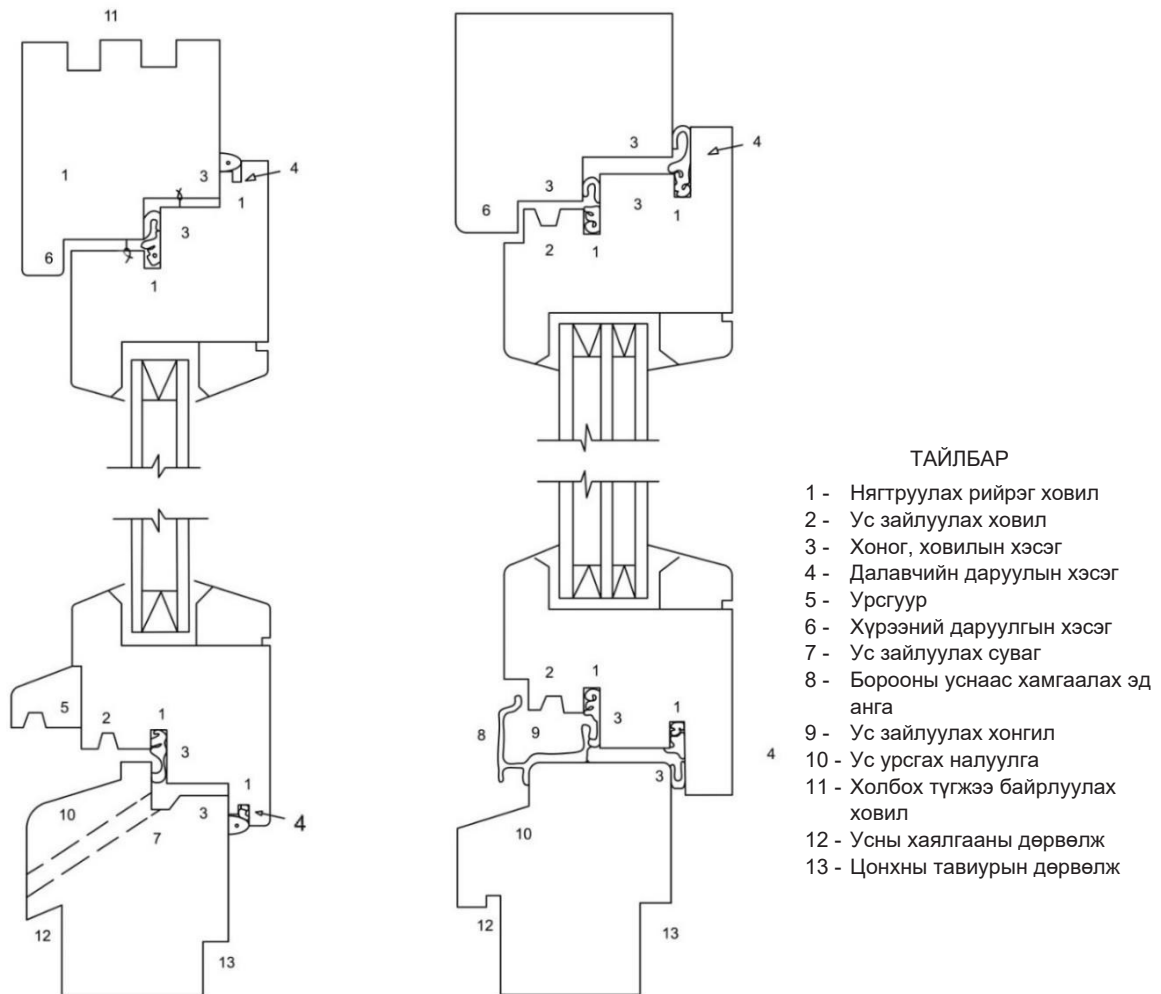 11
1
3
4
1
3
6
1
3
4
3
3
1
6
2
1
ТАЙЛБАР
1 - Нягтруулах рийрэг ховил
2 - Ус зайлуулах ховил
3 - Хоног, ховилын хэсэг
4 - Далавчийн даруулын хэсэг
5 - Урсгуур
6 - Хүрээний даруулгын хэсэг
7 - Ус зайлуулах суваг
8 - Борооны уснаас хамгаалах эд
анга
9 - Ус зайлуулах хонгил
10 - Ус урсгах налуулга
11 - Холбох түгжээ байрлуулах
ховил
12 - Усны хаялгааны дөрвөлж
13 - Цонхны тавиурын дөрвөлж
5
2
1
3
1
10
7
3
4
12
13
2
1
1
8
9
3
4
3
10
12
13